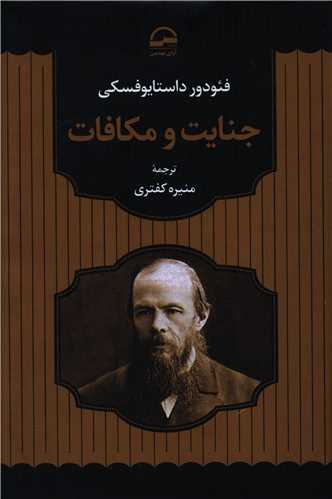 فئودور داستایوفسکی
جنایت و مکافات
ترجمهٔ
منیره کفتری